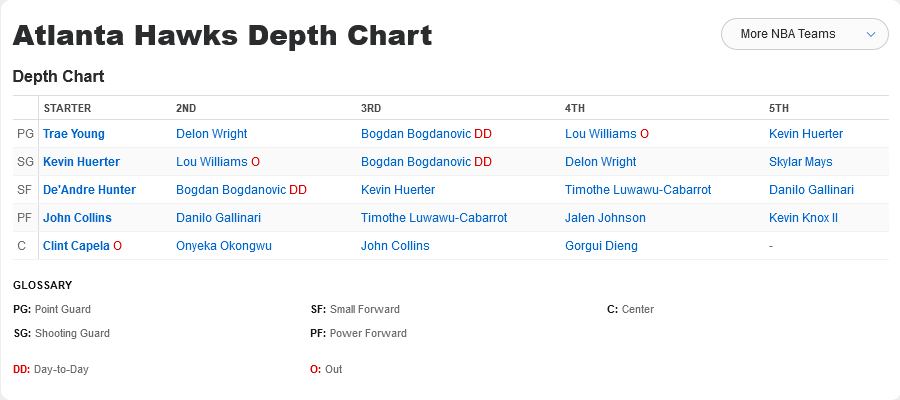 Atlanta Hawks Depth Chart
More NBA Teams
Depth Chart
STARTER 2ND 3RD 4TH 5TH
PG Trae Young Delon Wright Bogdan Bogdanovic DD Lou Williams O Kevin Huerter
SG Kevin Huerter Lou Williams O Bogdan Bogdanovic DD Delon Wright Skylar Mays
SF De'Andre Hunter Bogdan Bogdanovic DD Kevin Huerter Timothe Luwawu-Cabarrot Danilo Gallinari
PF John Collins Danilo Gallinari Timothe Luwawu-Cabarrot Jalen Johnson Kevin Knox II
C Clint Capela O Onyeka Okongwu John Collins Gorgui Dieng -
GLOSSARY
PG: Point Guard SF: Small Forward C: Center
SG: Shooting Guard PF: Power Forward
DD: Day-to-Day O: Out